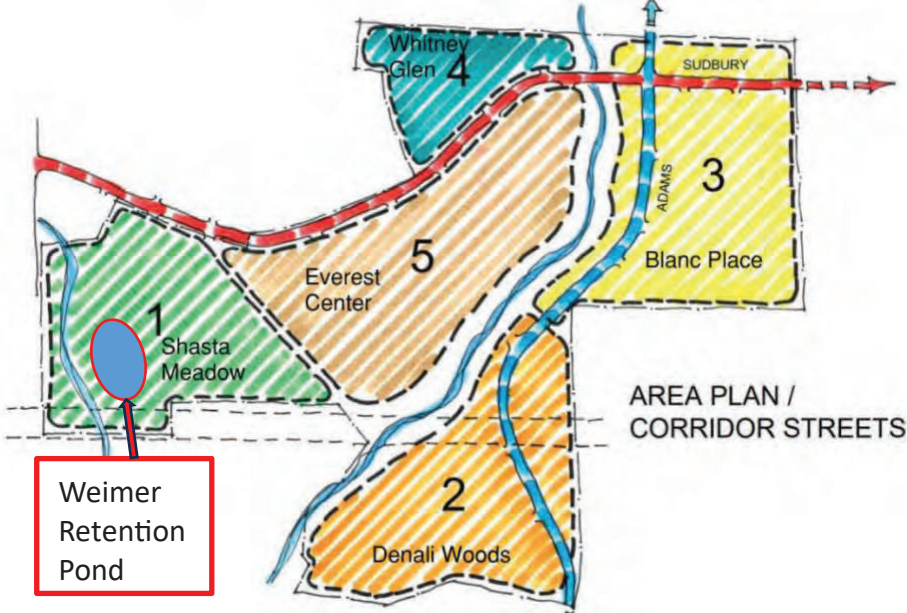 Whitney
Glen
4
SUDBURY
ADAMS
3
Blanc Place
5
Everest
Center
1
Shasta
Meadow
AREA PLAN /
CORRIDOR STREETS
2
Denali Woods
Weimer
Retention
Pond